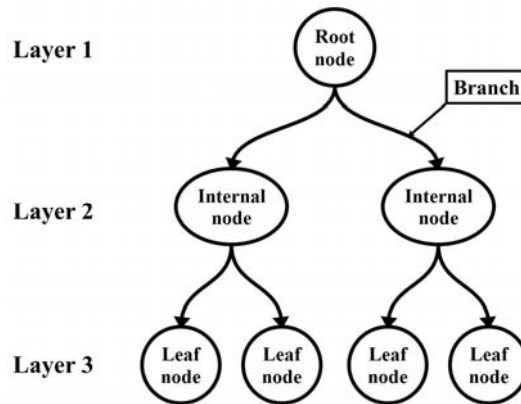 Layer 1
Root
node
Branch
Layer 2
Internal
node
Internal
node
Layer 3
Leaf
node
Leaf
node
Leaf
node
Leaf
node